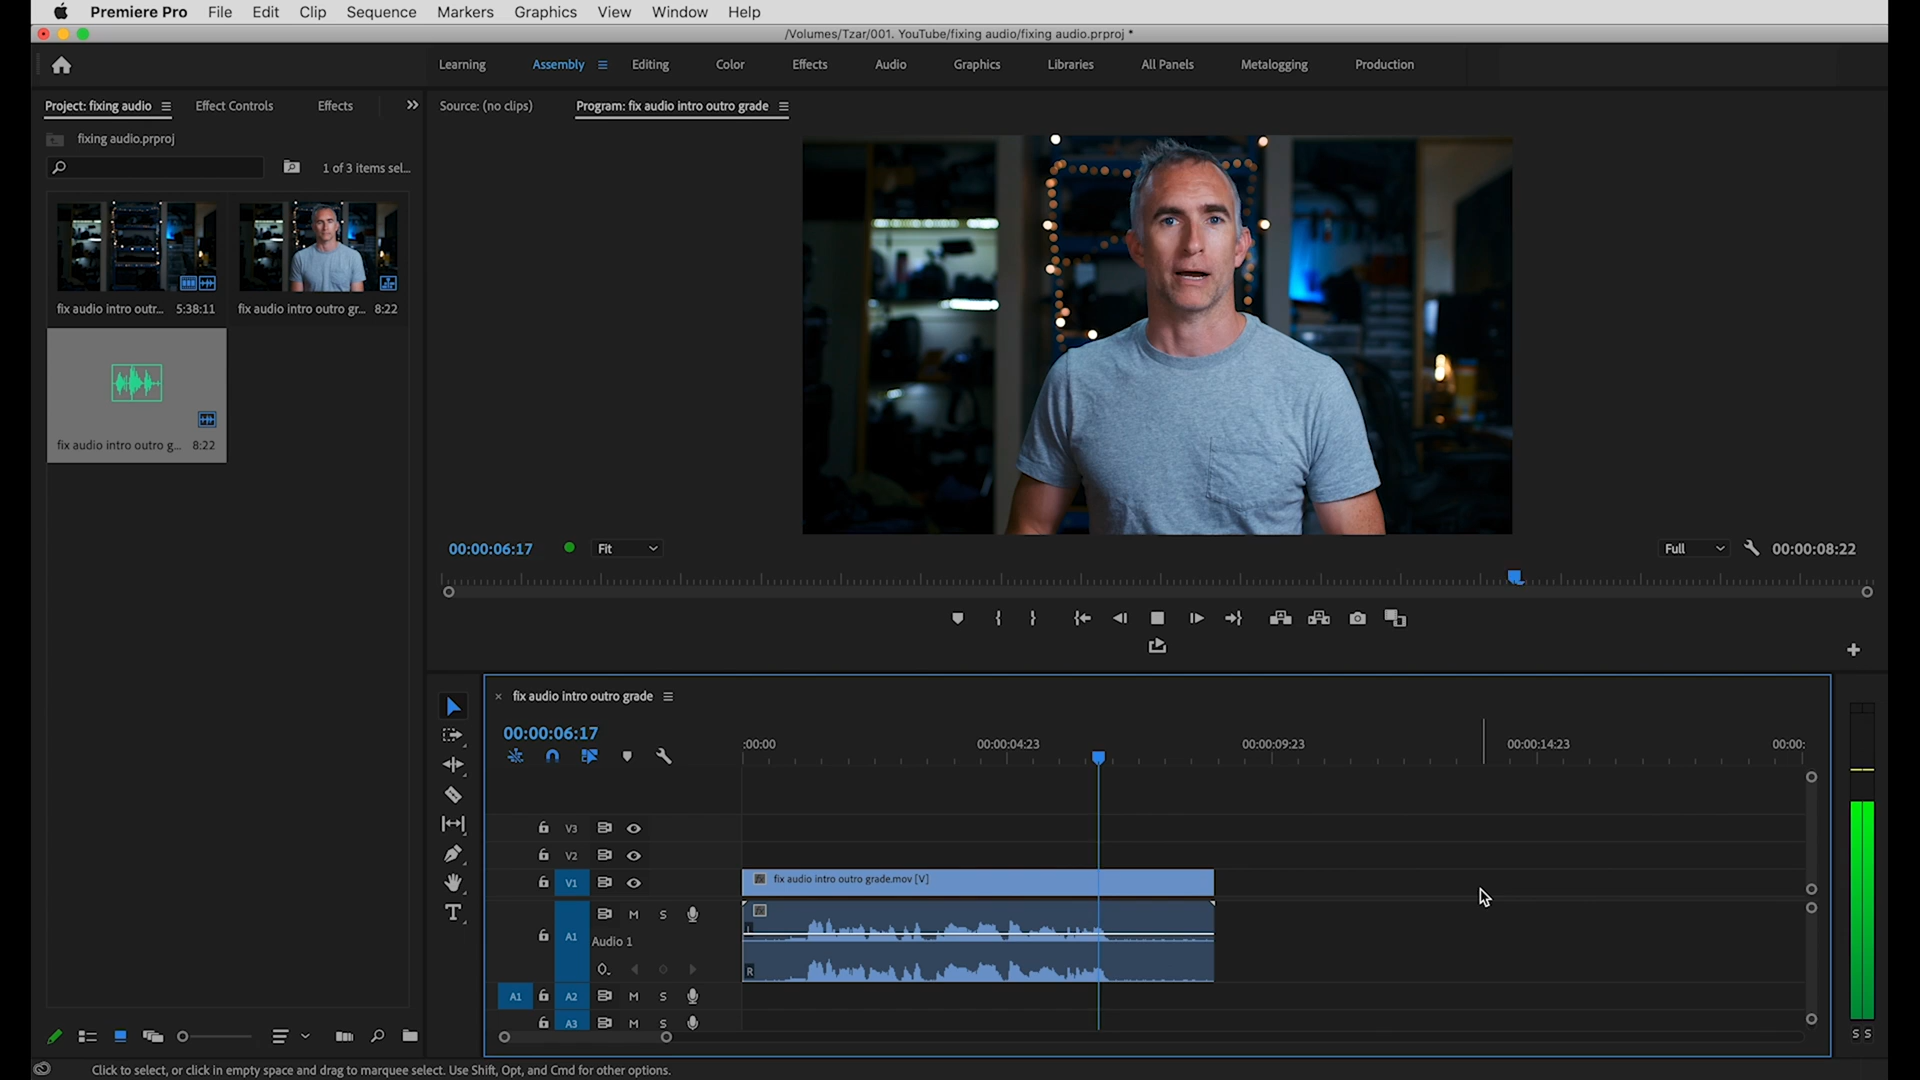 Premiere Pro File Edit Clip Sequence Markers Graphics View Window Help
/Volumes/Tzar/001. YouTube/fixing audio/fixing audio.prproj *
Learning Assembly Editing Color Effects Audio Graphics Libraries All Panels Metalogging Production
Project: fixing audio Effect Controls Effects
Source: (no clips) Program: fix audio intro outro grade
fixing audio.prproj
1 of 3 items sel...
fix audio intro outr... 5:38:11
fix audio intro outro gr... 8:22
fix audio intro outro g... 8:22
00:00:06:17 Fit Full 00:00:08:22
fix audio intro outro grade
00:00:06:17
:00:00 00:00:04:23 00:00:09:23 00:00:14:23 00:00:
V3
V2
V1 fix audio intro outro grade.mov [V]
M S
A1 Audio 1
L
R
A1 A2 M S
A3 M S
S S
Click to select, or click in empty space and drag to marquee select. Use Shift, Opt, and Cmd for other options.